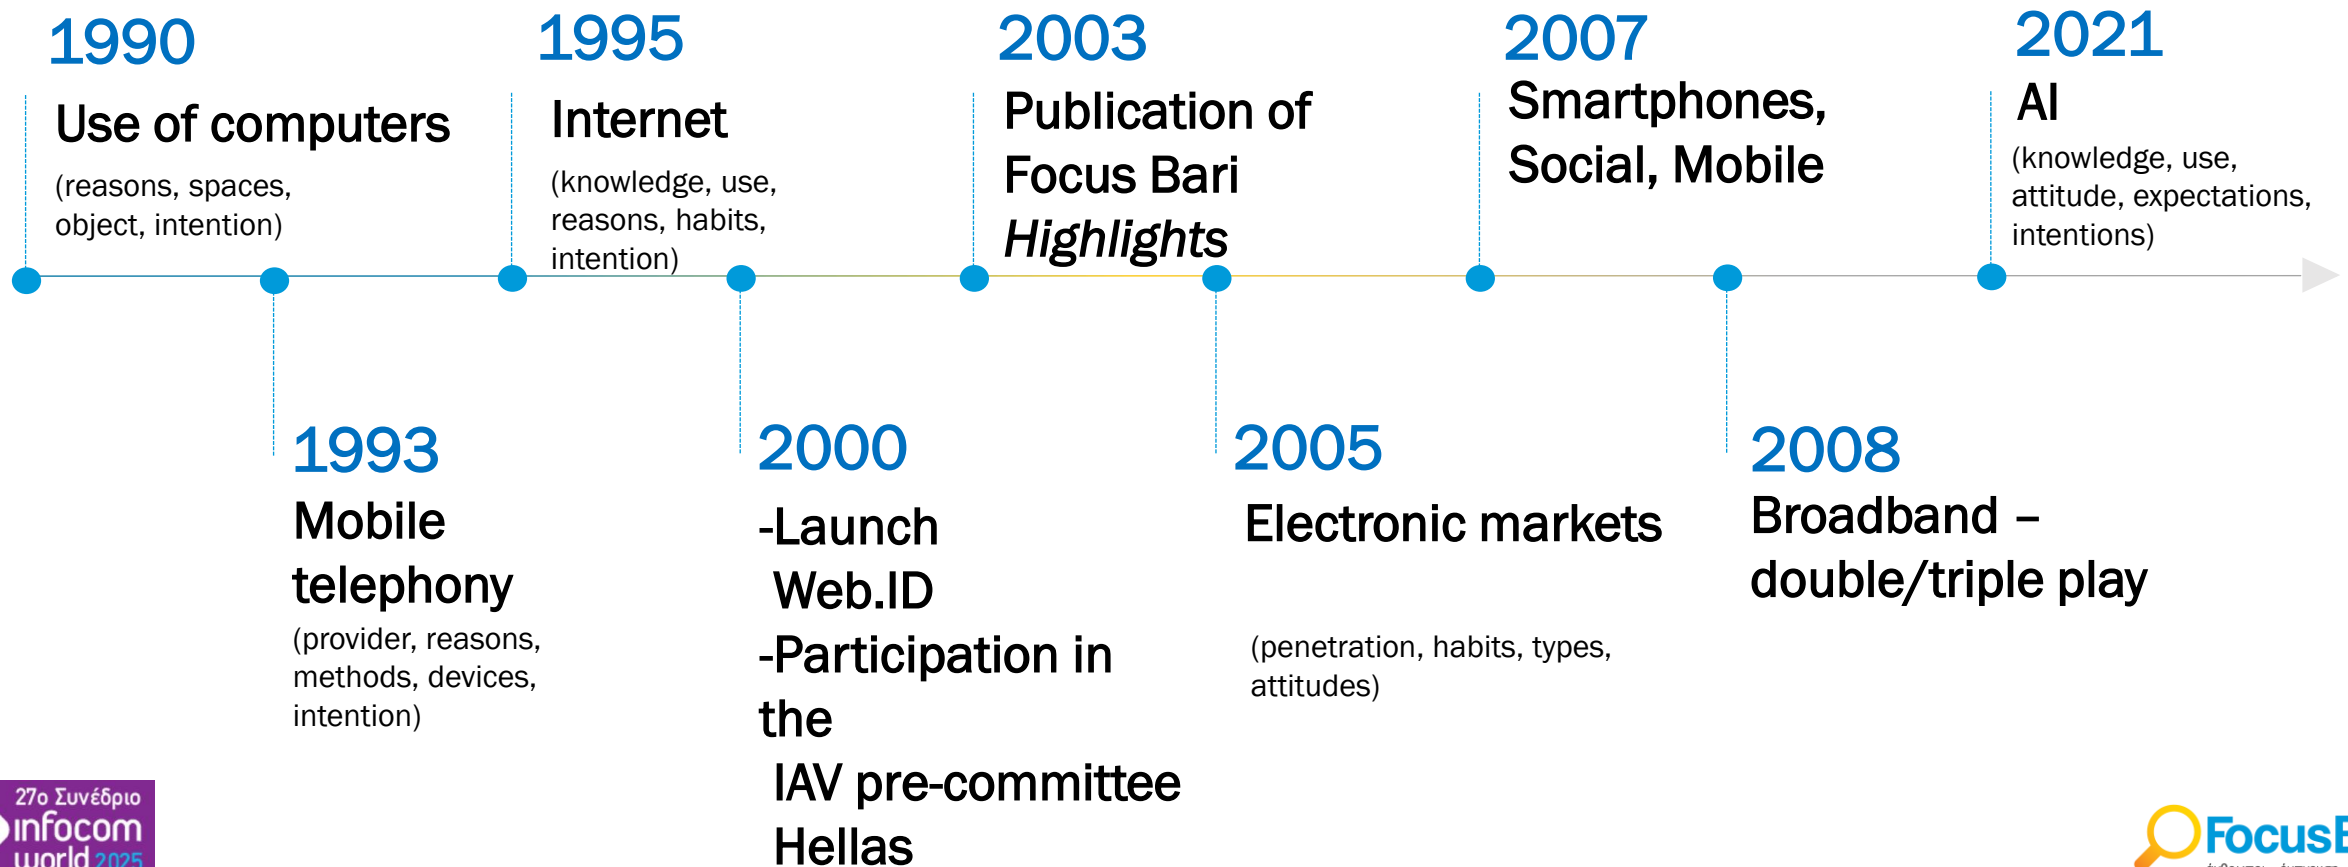 1990
Use of computers
(reasons, spaces,
object, intention)
1995
Internet
(knowledge, use,
reasons, habits,
intention)
2003
Publication of
Focus Bari
Highlights
2007
Smartphones,
Social, Mobile
2021
AI
(knowledge, use,
attitude, expectations,
intentions)
1993
Mobile
telephony
(provider, reasons,
methods, devices,
intention)
2000
-Launch
Web.ID
-Participation in
the
IAV pre-committee
Hellas
2005
Electronic markets
(penetration, habits, types,
attitudes)
2008
Broadband –
double/triple play
27ο Συνέδριο
infocom
world 2025
FocusB